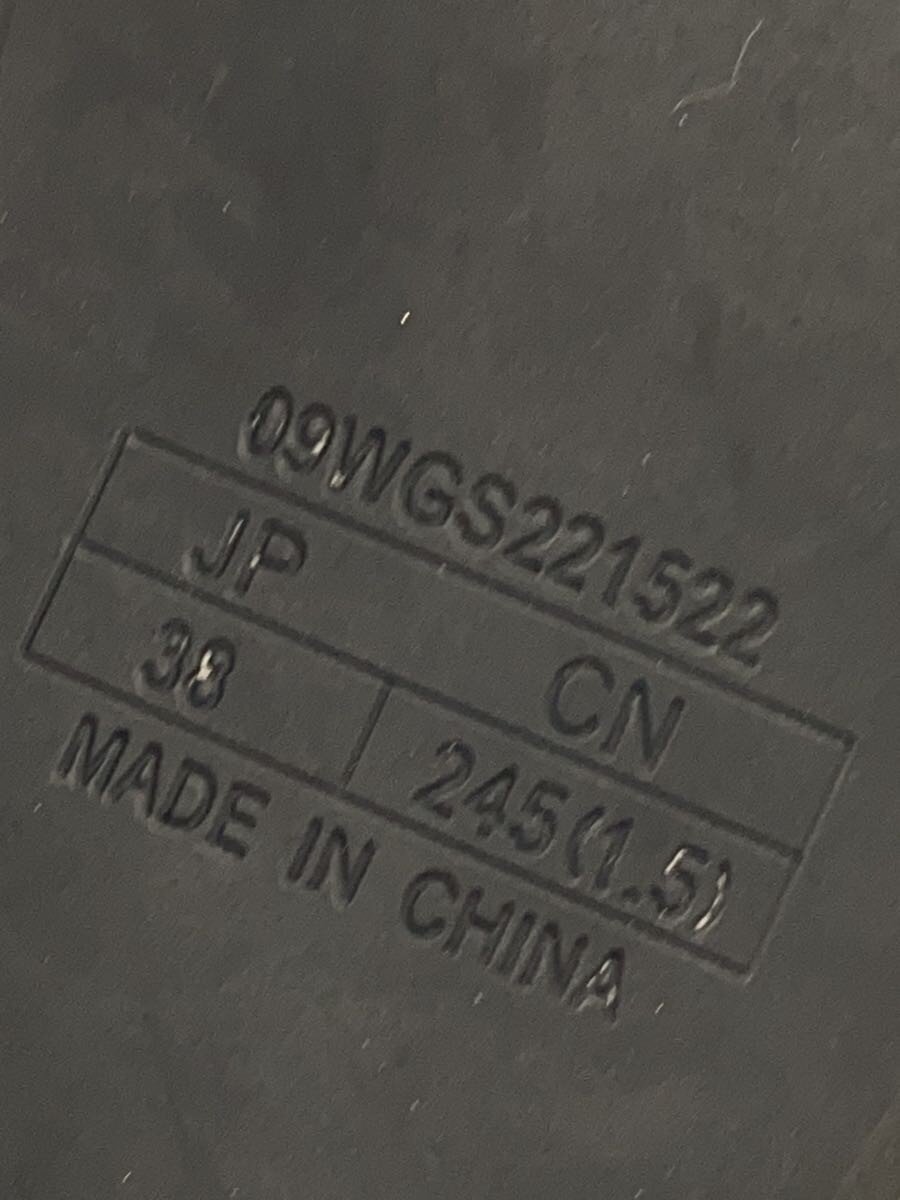 09WGS221522
JP CN
38 245(1.5)
MADE IN CHINA